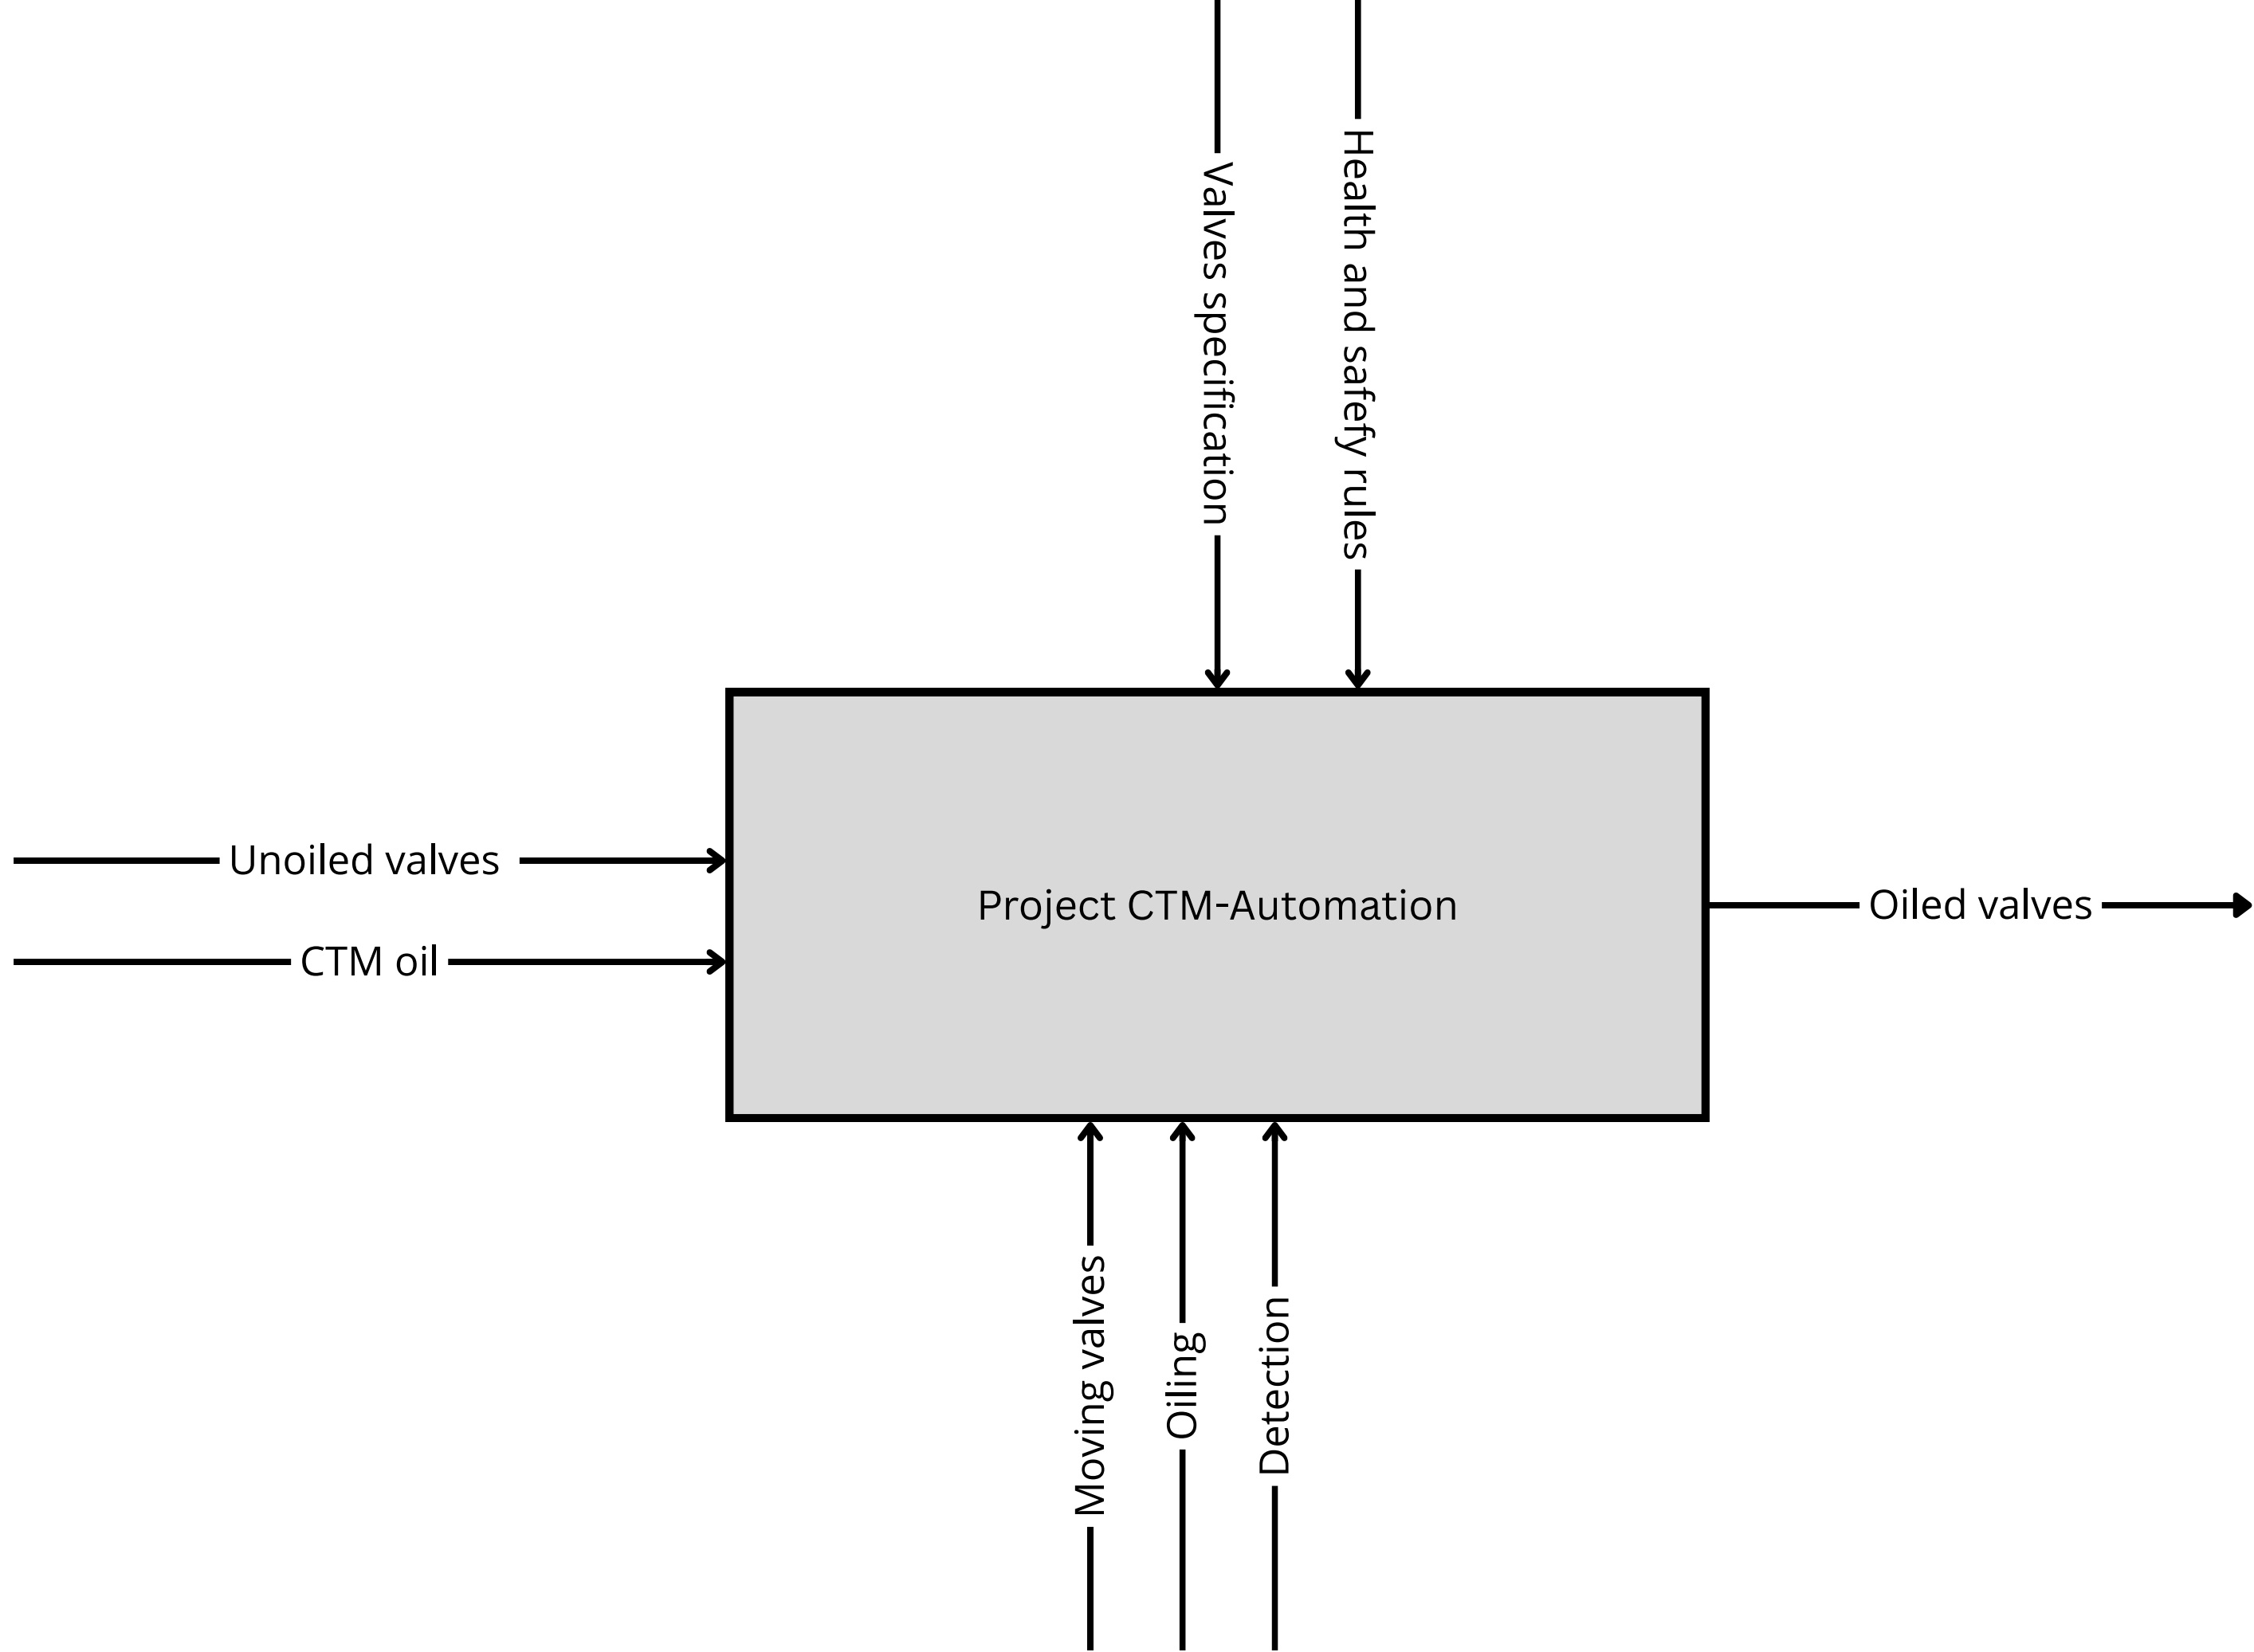 Valves specification
Health and safefy rules
Unoiled valves
CTM oil
Project CTM-Automation
Oiled valves
Moving valves
Oiling
Detection